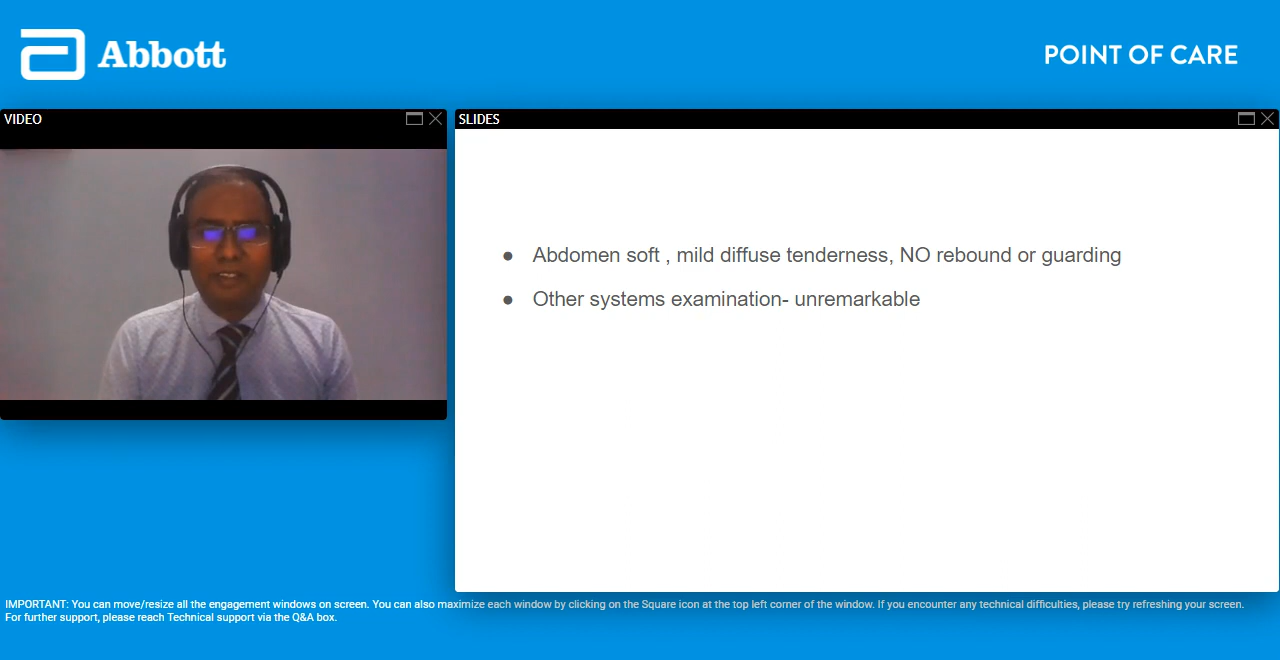 Abbott
POINT OF CARE
VIDEO
SLIDES
● Abdomen soft , mild diffuse tenderness, NO rebound or guarding
● Other systems examination- unremarkable
IMPORTANT: You can move/resize all the engagement windows on screen. You can also maximize each window by clicking on the Square icon at the top left corner of the window. If you encounter any technical difficulties, please try refreshing your screen.
For further support, please reach Technical support via the Q&A box.